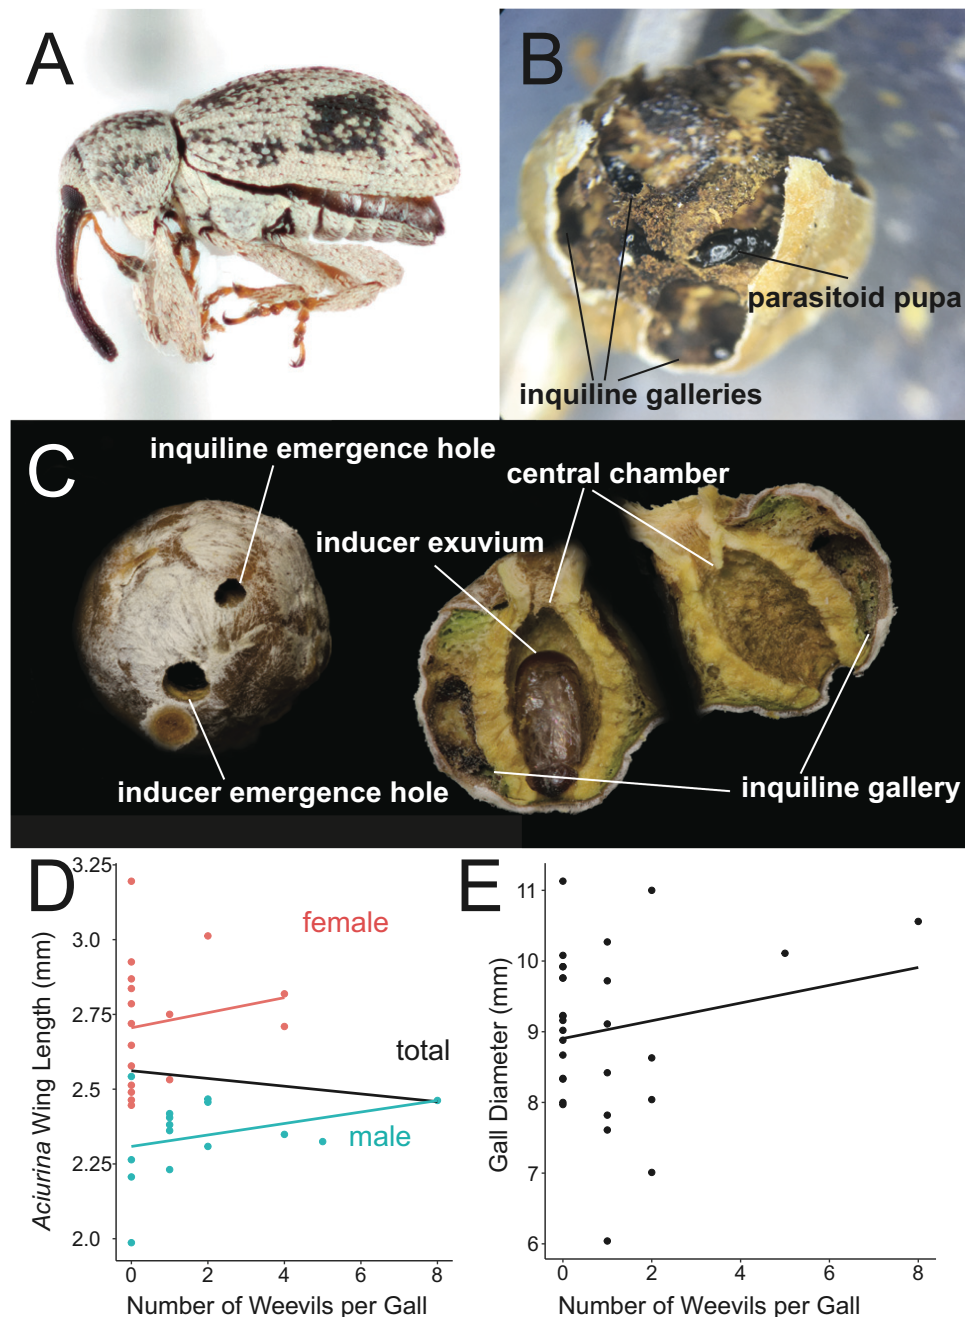 A
B
parasitoid pupa
inquiline galleries
C
inquiline emergence hole
central chamber
inducer exuvium
inducer emergence hole
inquiline gallery
D
3.25
3.0
2.75
2.5
2.25
2.0
Aciurina Wing Length (mm)
female
total
male
0 2 4 6 8
Number of Weevils per Gall
E
11
10
9
8
7
6
Gall Diameter (mm)
0 2 4 6 8
Number of Weevils per Gall